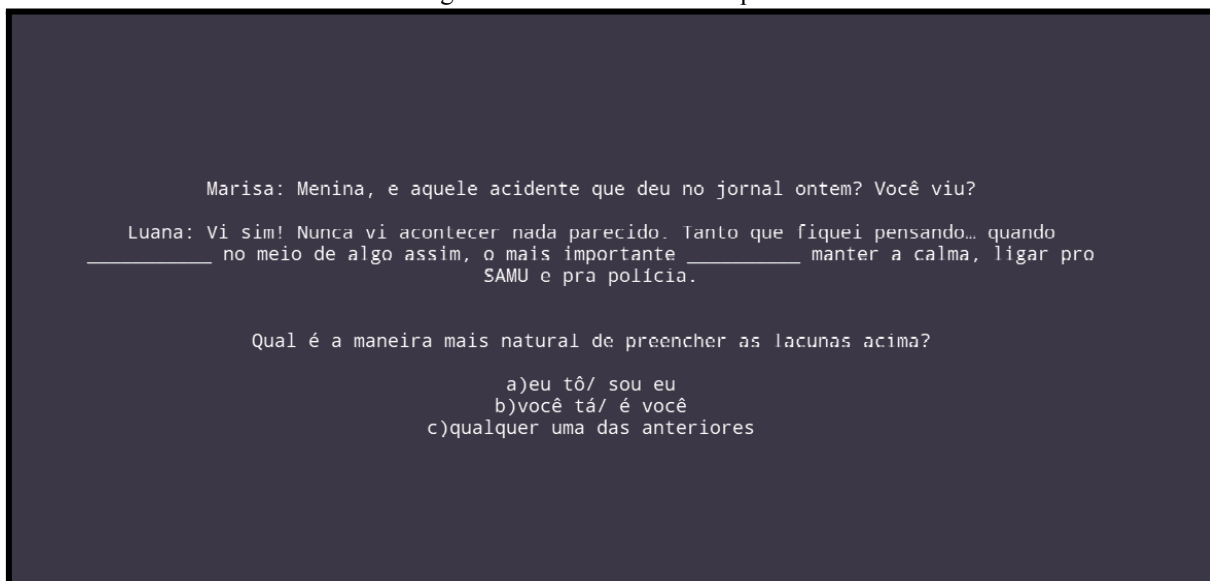 Marisa: Menina, e aquele acidente que deu no jornal ontem? Você viu?
Luana: Vi sim! Nunca vi acontecer nada parecido. Tanto que fiquei pensando… quando
___________ no meio de algo assim, o mais importante __________ manter a calma, ligar pro
SAMU e pra polícia.
Qual é a maneira mais natural de preencher as lacunas acima?
a)eu tô/ sou eu
b)você tá/ é você
c)qualquer uma das anteriores